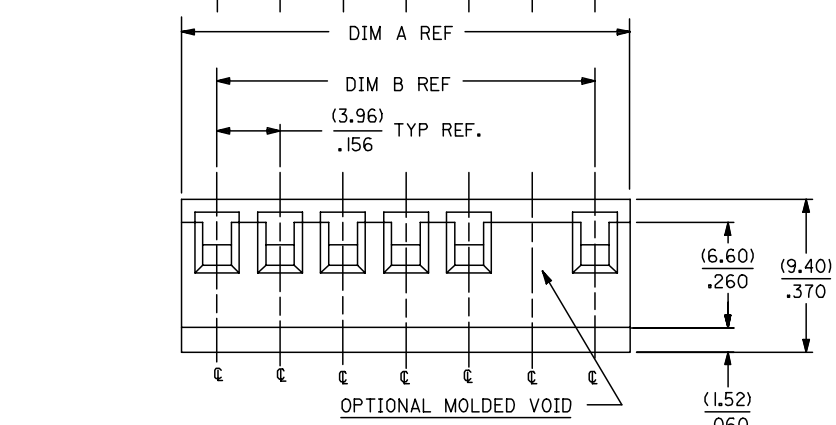 DIM A REF
DIM B REF
(3.96)
.156
TYP REF.
(6.60)
.260
(9.40)
.370
℄ ℄ ℄ ℄ ℄ ℄ ℄
OPTIONAL MOLDED VOID
(1.52)
.060